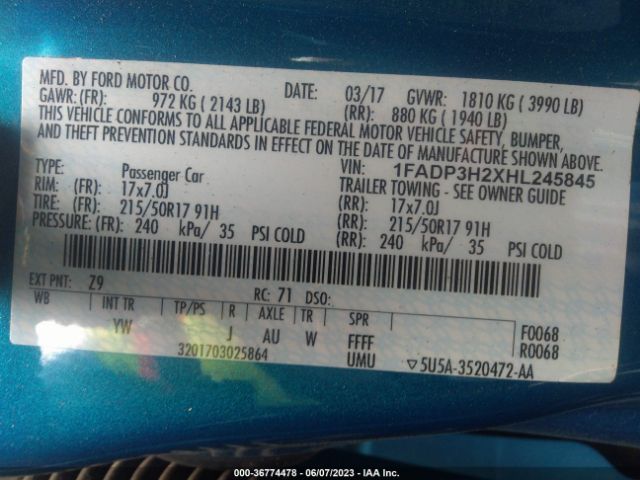 MFD. BY FORD MOTOR CO.
DATE: 03/17 GVWR: 1810 KG ( 3990 LB)
GAWR: (FR): 972 KG ( 2143 LB) (RR): 880 KG ( 1940 LB)
THIS VEHICLE CONFORMS TO ALL APPLICABLE FEDERAL MOTOR VEHICLE SAFETY, BUMPER,
AND THEFT PREVENTION STANDARDS IN EFFECT ON THE DATE OF MANUFACTURE SHOWN ABOVE.
VIN: 1FADP3H2XHL245845
TYPE: Passenger Car TRAILER TOWING - SEE OWNER GUIDE
RIM: (FR): 17x7.0J (RR): 17x7.0J
TIRE: (FR): 215/50R17 91H (RR): 215/50R17 91H
PRESSURE: (FR): 240 kPa/ 35 PSI COLD (RR): 240 kPa/ 35 PSI COLD
EXT PNT: Z9 RC: 71 DSO:
WB INT TR TP/PS R AXLE TR SPR
YW J AU W FFFF F0068
3201703025864 UMU R0068
▽5U5A-3520472-AA
000-36774478 - 06/07/2023 - IAA Inc.